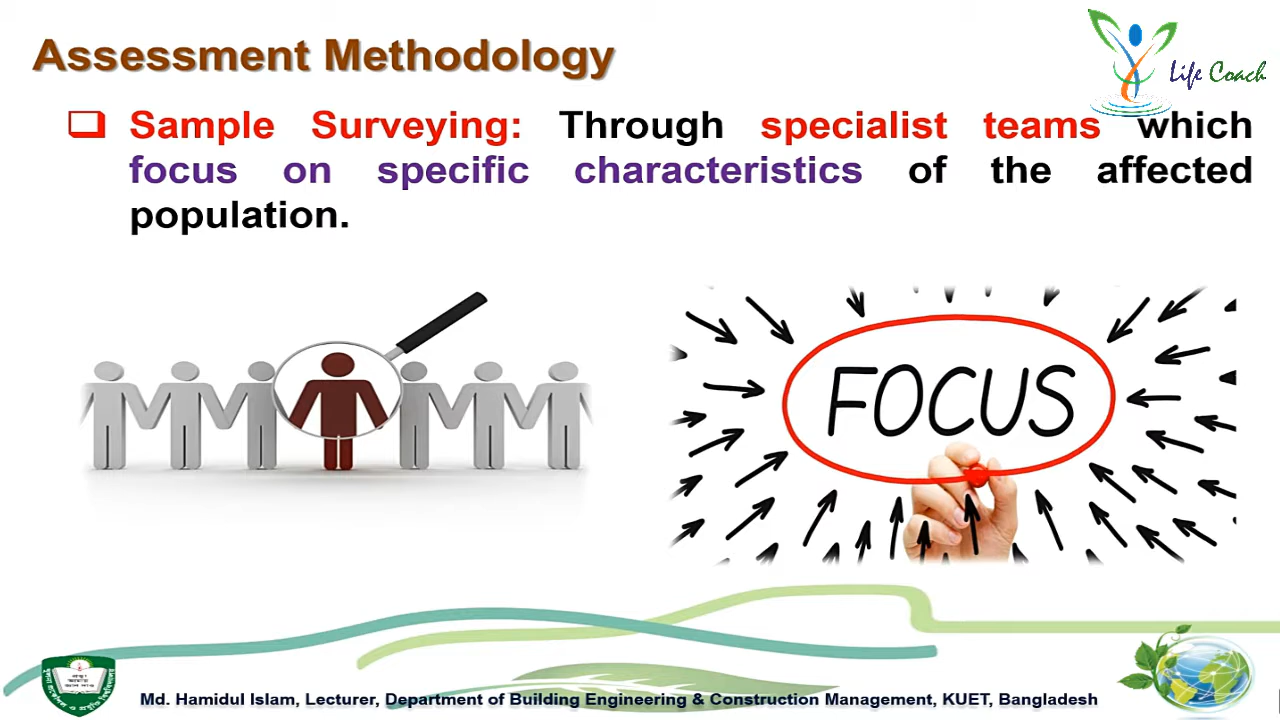 Assessment Methodology
Life Coach
Sample Surveying: Through specialist teams which
focus on specific characteristics of the affected
population.
FOCUS
Md. Hamidul Islam, Lecturer, Department of Building Engineering & Construction Management, KUET, Bangladesh